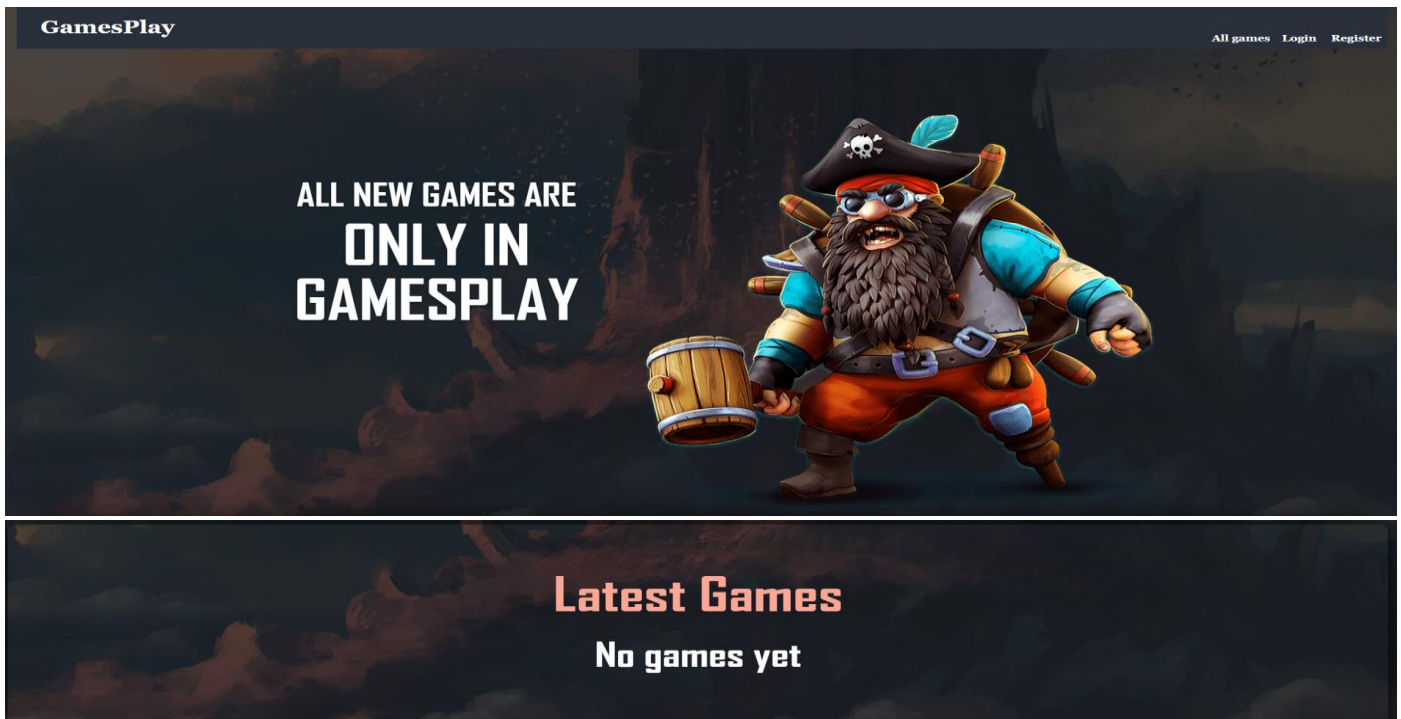 GamesPlay
All games Login Register
ALL NEW GAMES ARE
ONLY IN
GAMESPLAY
Latest Games
No games yet